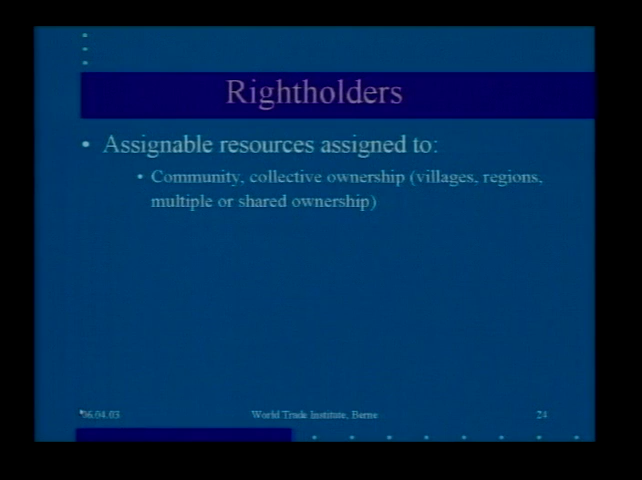 Rightholders
• Assignable resources assigned to:
• Community, collective ownership (villages, regions,
multiple or shared ownership)
06.04.03 World Trade Institute, Berne 24